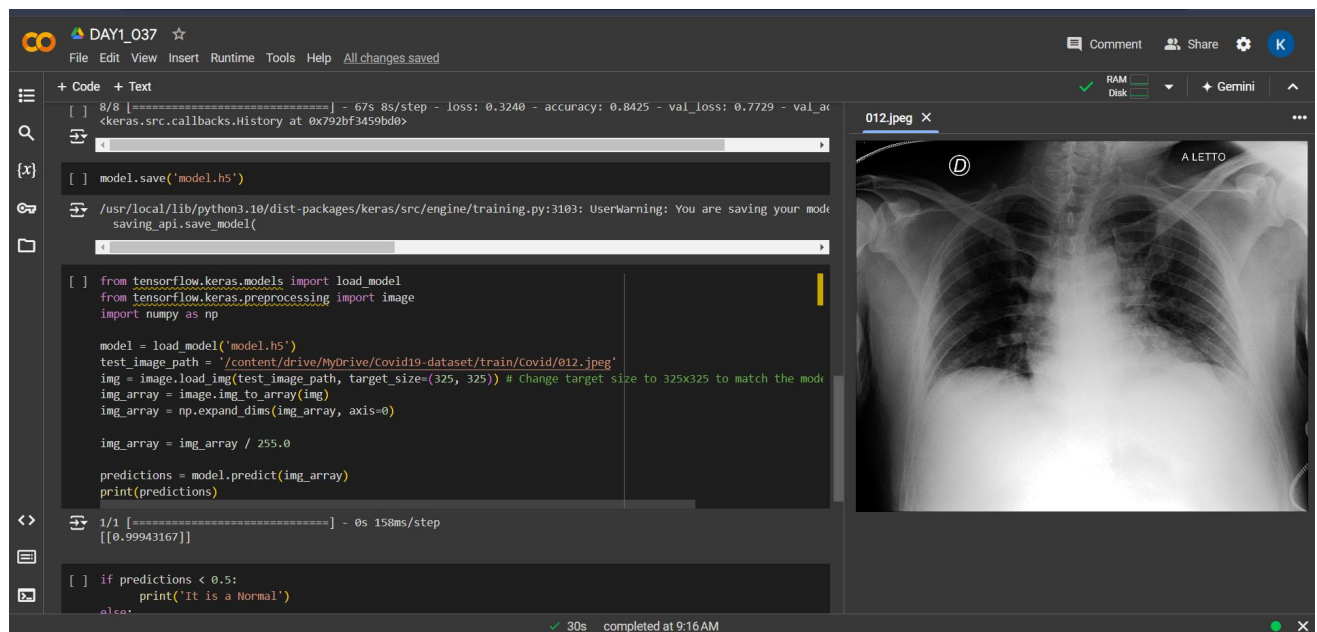 DAY1_037
File Edit View Insert Runtime Tools Help All changes saved
Comment Share K
+ Code + Text
RAM
Disk
Gemini
[ ] 8/8 [==============================] - 67s 8s/step - loss: 0.3240 - accuracy: 0.8425 - val_loss: 0.7729 - val_ac
<keras.src.callbacks.History at 0x792bf3459bd0>
[ ] model.save('model.h5')
/usr/local/lib/python3.10/dist-packages/keras/src/engine/training.py:3103: UserWarning: You are saving your mode
saving_api.save_model(
[ ] from tensorflow.keras.models import load_model
from tensorflow.keras.preprocessing import image
import numpy as np
model = load_model('model.h5')
test_image_path = '/content/drive/MyDrive/Covid19-dataset/train/Covid/012.jpeg'
img = image.load_img(test_image_path, target_size=(325, 325)) # Change target size to 325x325 to match the mode
img_array = image.img_to_array(img)
img_array = np.expand_dims(img_array, axis=0)
img_array = img_array / 255.0
predictions = model.predict(img_array)
print(predictions)
1/1 [==============================] - 0s 158ms/step
[[0.99943167]]
[ ] if predictions < 0.5:
print('It is a Normal')
else:
012.jpeg
D
A LETTO
30s completed at 9:16 AM